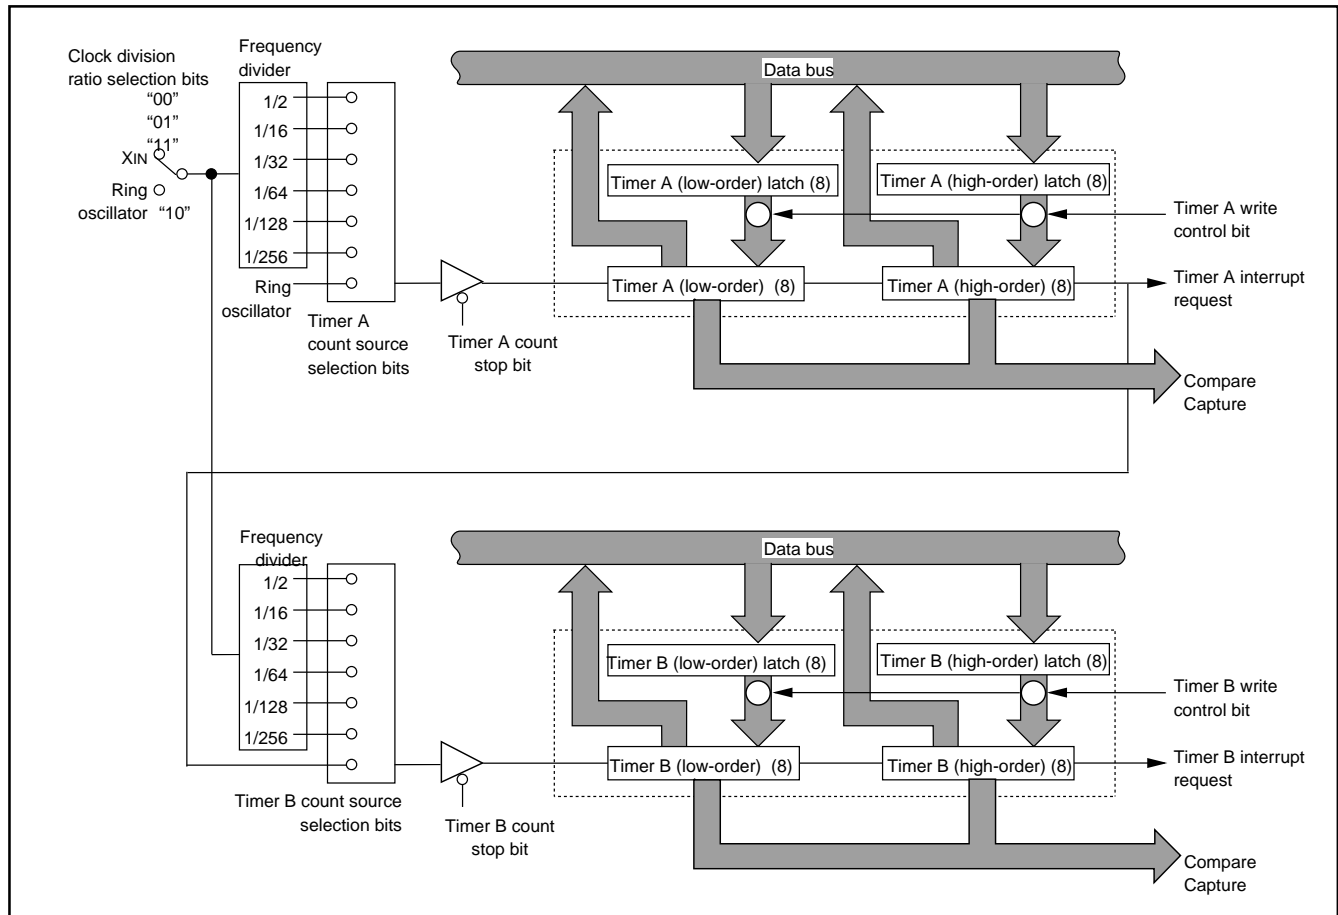 Clock division
ratio selection bits
“00”
“01”
“11”
XIN
Ring
oscillator “10”
Frequency
divider
1/2
1/16
1/32
1/64
1/128
1/256
Ring
oscillator
Timer A
count source
selection bits
Timer A count
stop bit
Data bus
Timer A (low-order) latch (8)
Timer A (high-order) latch (8)
Timer A write
control bit
Timer A (low-order) (8)
Timer A (high-order) (8)
Timer A interrupt
request
Compare
Capture
Frequency
divider
1/2
1/16
1/32
1/64
1/128
1/256
Timer B count source
selection bits
Timer B count
stop bit
Data bus
Timer B (low-order) latch (8)
Timer B (high-order) latch (8)
Timer B write
control bit
Timer B (low-order) (8)
Timer B (high-order) (8)
Timer B interrupt
request
Compare
Capture